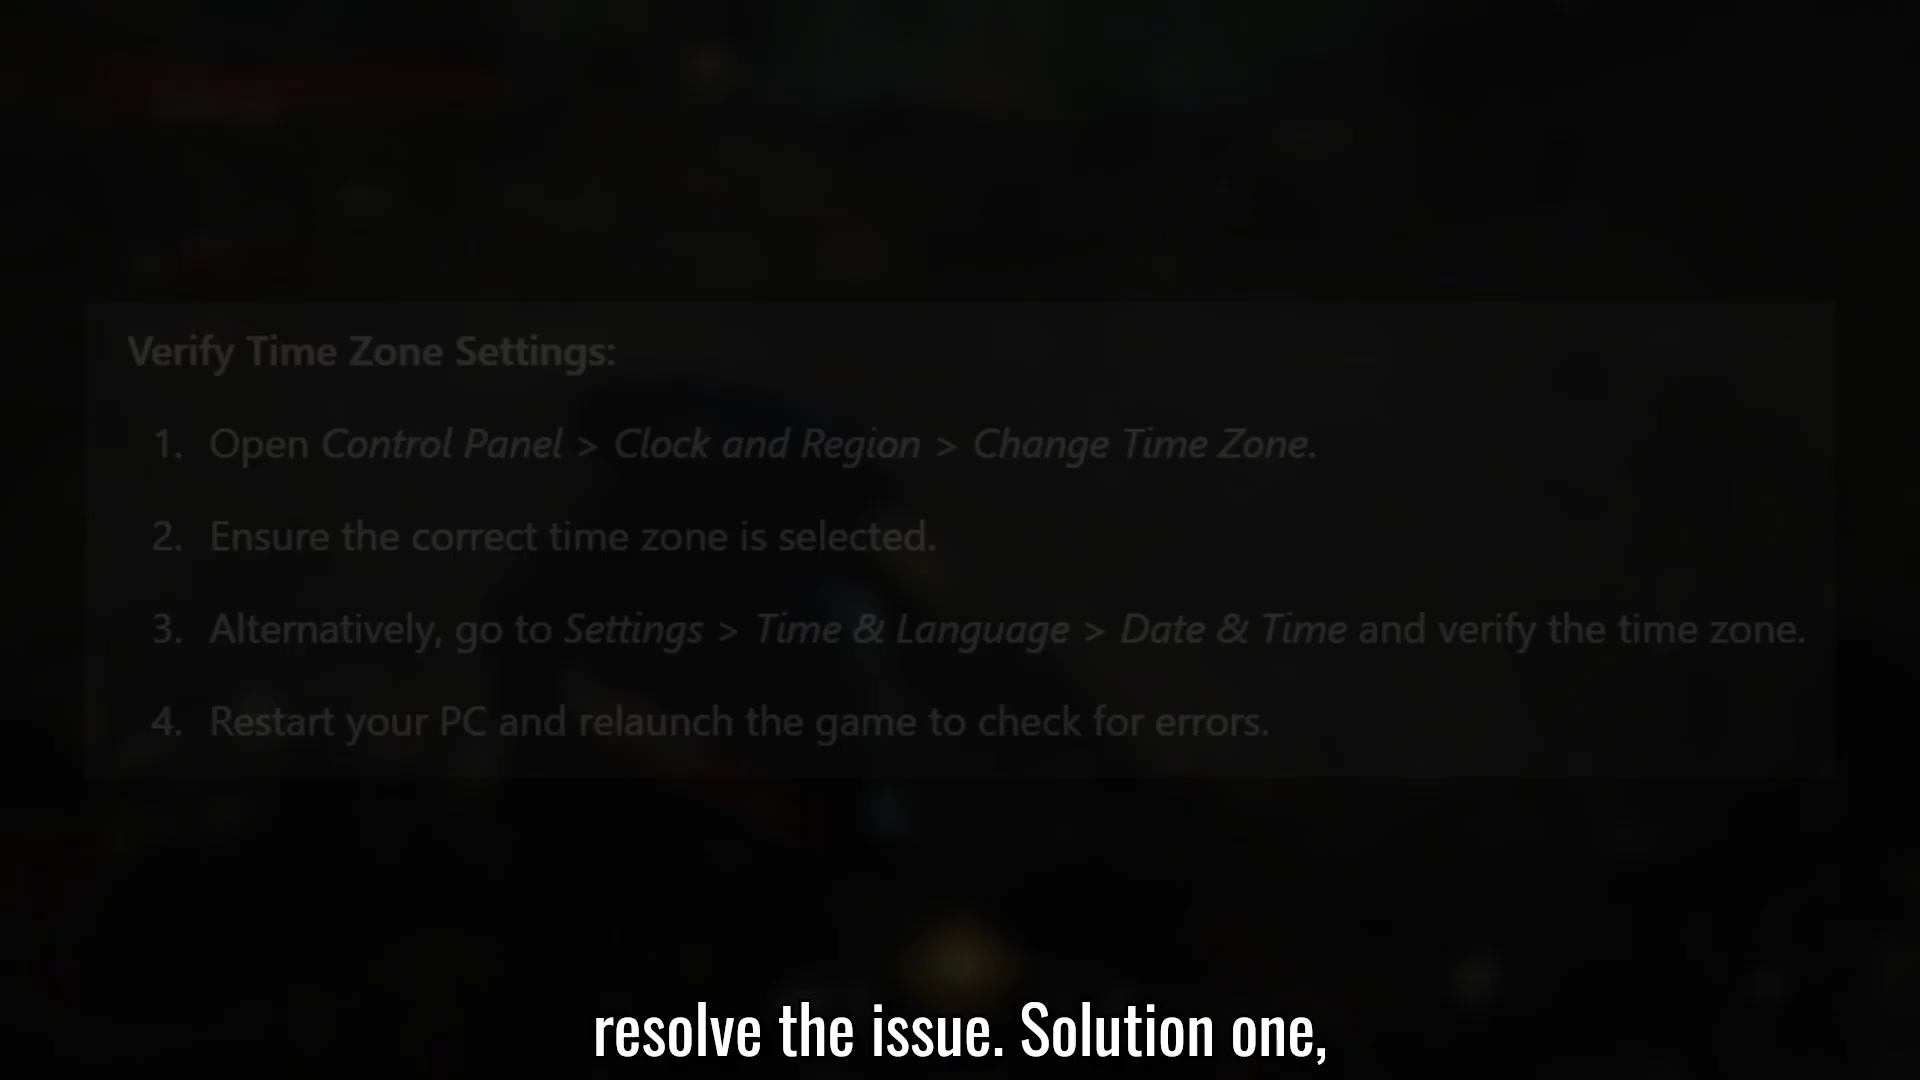 Verify Time Zone Settings:
1. Open Control Panel > Clock and Region > Change Time Zone.
2. Ensure the correct time zone is selected.
3. Alternatively, go to Settings > Time & Language > Date & Time and verify the time zone.
4. Restart your PC and relaunch the game to check for errors.
resolve the issue. Solution one,